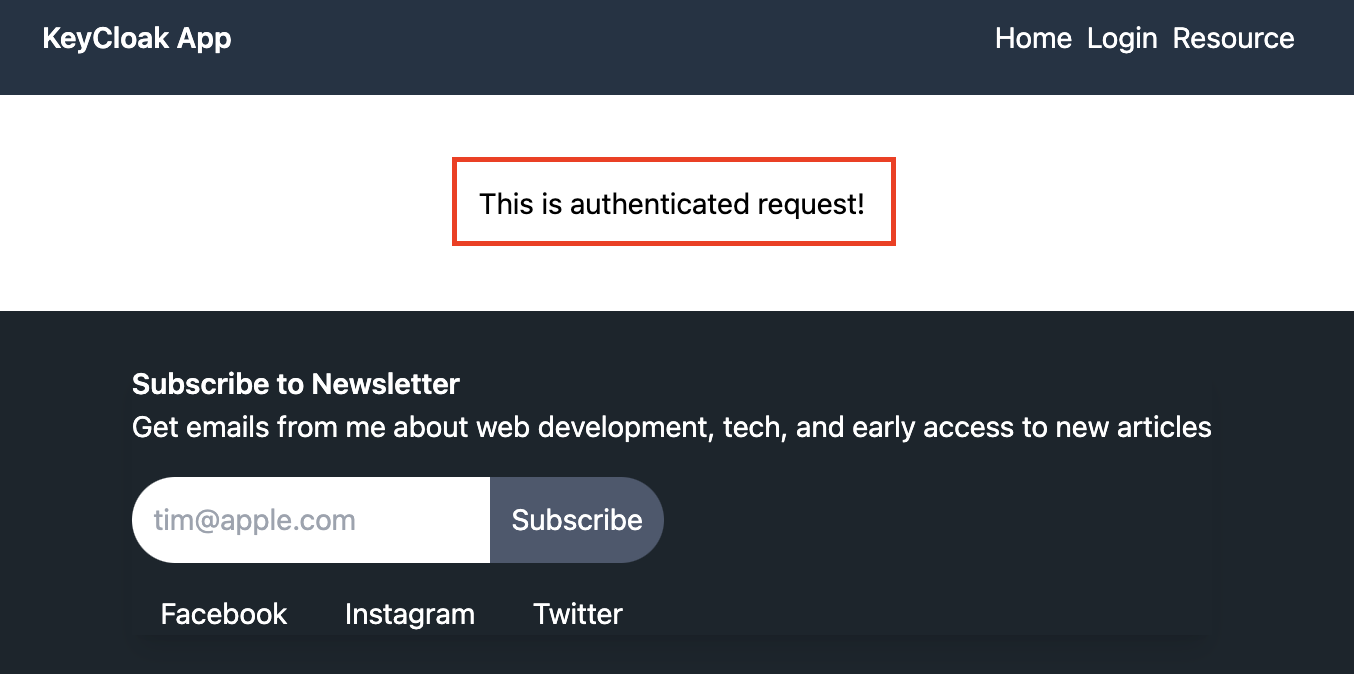 KeyCloak App
Home Login Resource
This is authenticated request!
Subscribe to Newsletter
Get emails from me about web development, tech, and early access to new articles
tim@apple.com
Subscribe
Facebook Instagram Twitter